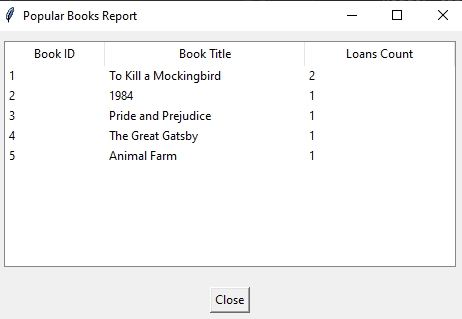 Popular Books Report
Book ID Book Title Loans Count
1 To Kill a Mockingbird 2
2 1984 1
3 Pride and Prejudice 1
4 The Great Gatsby 1
5 Animal Farm 1
Close